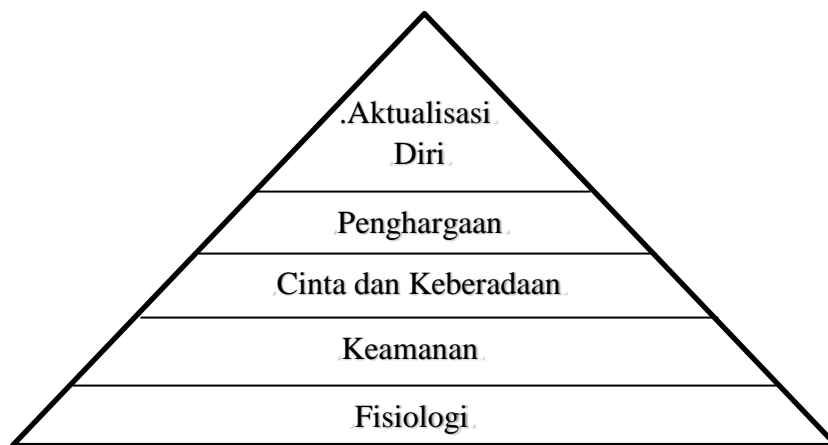 .Aktualisasi
Diri
Penghargaan
Cinta dan Keberadaan
Keamanan
Fisiologi